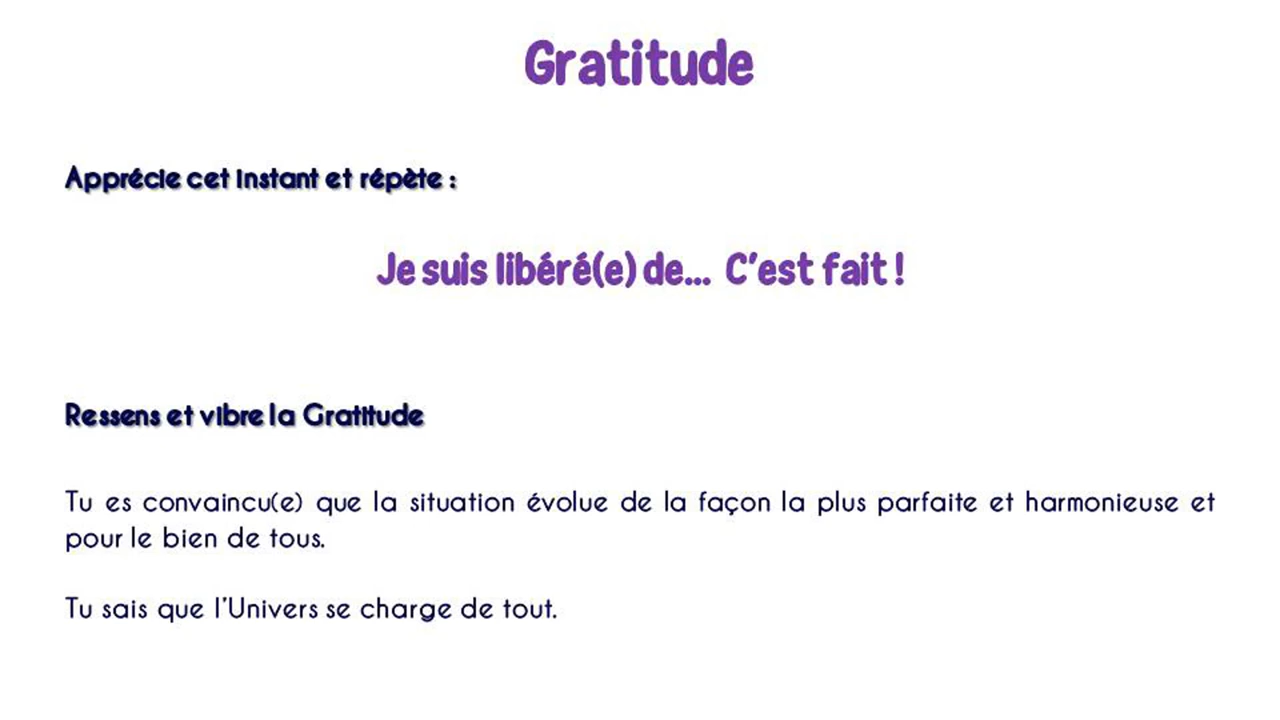 Gratitude
Apprécie cet instant et répète :
Je suis libéré(e) de... C'est fait !
Ressens et vibre la Gratitude
Tu es convaincu(e) que la situation évolue de la façon la plus parfaite et harmonieuse et
pour le bien de tous.
Tu sais que l'Univers se charge de tout.